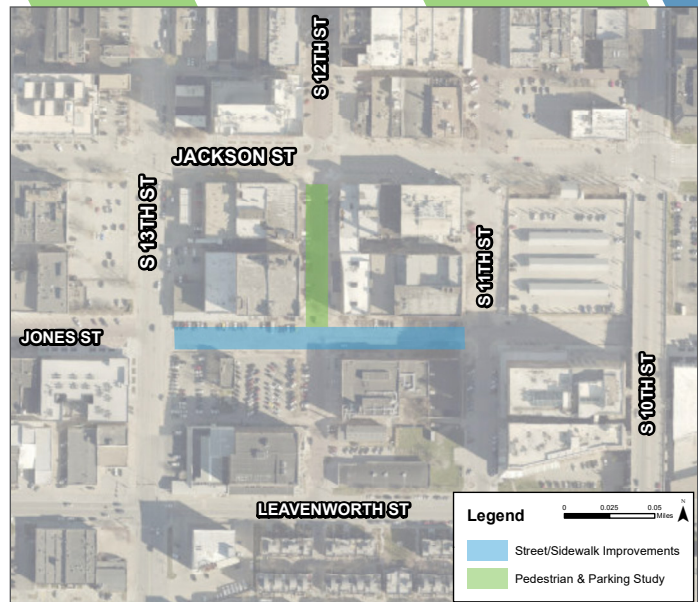 S 12TH ST
JACKSON ST
S 13TH ST
S 11TH ST
JONES ST
S 10TH ST
LEAVENWORTH ST
Legend
0 0.025 0.05
Miles
N
Street/Sidewalk Improvements
Pedestrian & Parking Study